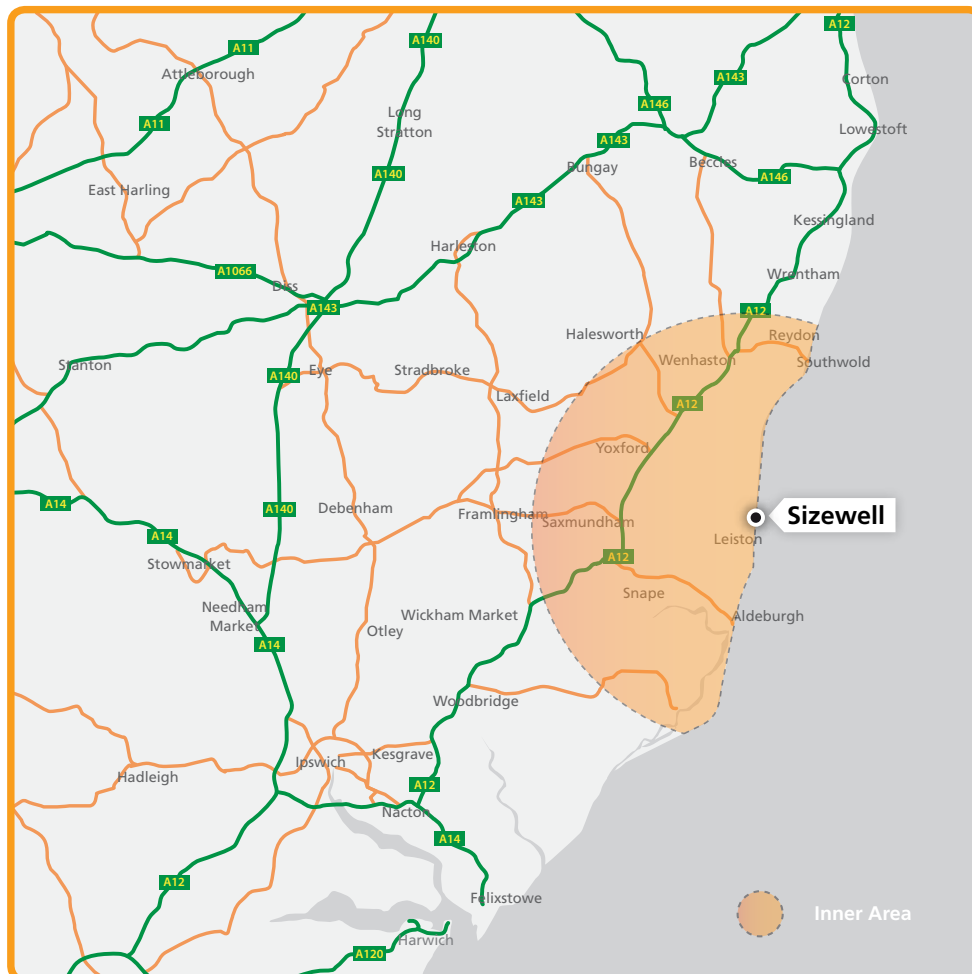 A12
A140
A11
Attleborough
A143
Corton
A146
Long
Stratton
A11
Lowestoft
A143
Bungay
Beccles
A140
A146
East Harling
A143
Kessingland
Harleston
A1066
Wrentham
Diss
A143
A12
Halesworth
Reydon
Stanton
Wenhaston
Southwold
A140
Eye
Stradbroke
Laxfield
A12
Yoxford
A14
A140
Debenham
Framlingham
Saxmundham
Sizewell
A14
Leiston
Stowmarket
A12
Snape
Needham
Market
Wickham Market
Aldeburgh
Otley
A14
Woodbridge
Kesgrave
Ipswich
Hadleigh
A12
Nacton
A14
A12
Felixstowe
Inner Area
Harwich
A120